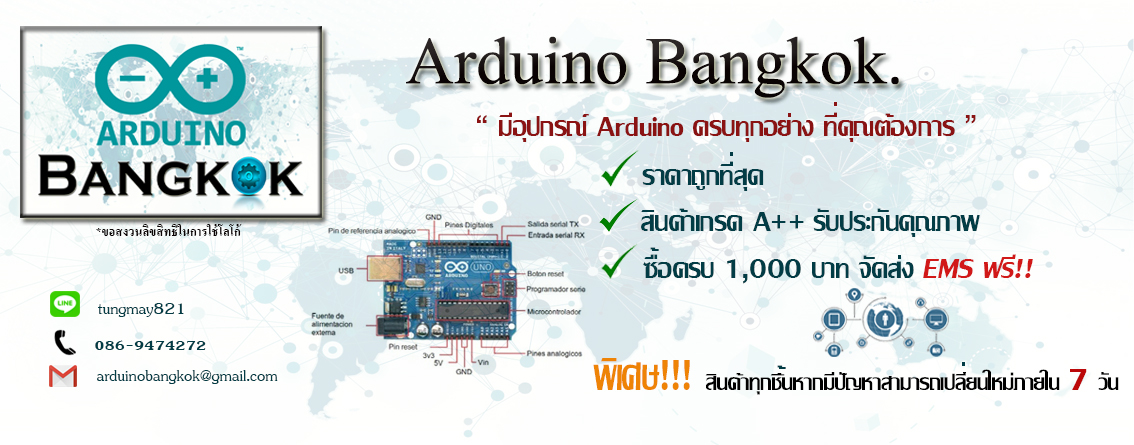 ARDUINO
BANGKOK
™
*ขอสงวนลิขสิทธิ์ในการใช้โลโก้
Arduino Bangkok.
“ มีอุปกรณ์ Arduino ครบทุกอย่าง ที่คุณต้องการ ”
ราคาถูกที่สุด
สินค้าเกรด A++ รับประกันคุณภาพ
ซื้อครบ 1,000 บาท จัดส่ง EMS ฟรี!!
GND
Pines Digitales
Salida serial TX
Pin de referencia analogico
Entrada serial RX
USB
UNO
ARDUINO
Boton reset
Programador serie
Microcontrolador
Fuente de
alimentacion
externa
Pin reset
3v3
5V
GND
Vin
Pines analogicos
LINE
tungmay821
086-9474272
arduinobangkok@gmail.com
พิเศษ!!! สินค้าทุกชิ้นหากมีปัญหาสามารถเปลี่ยนใหม่ภายใน 7 วัน